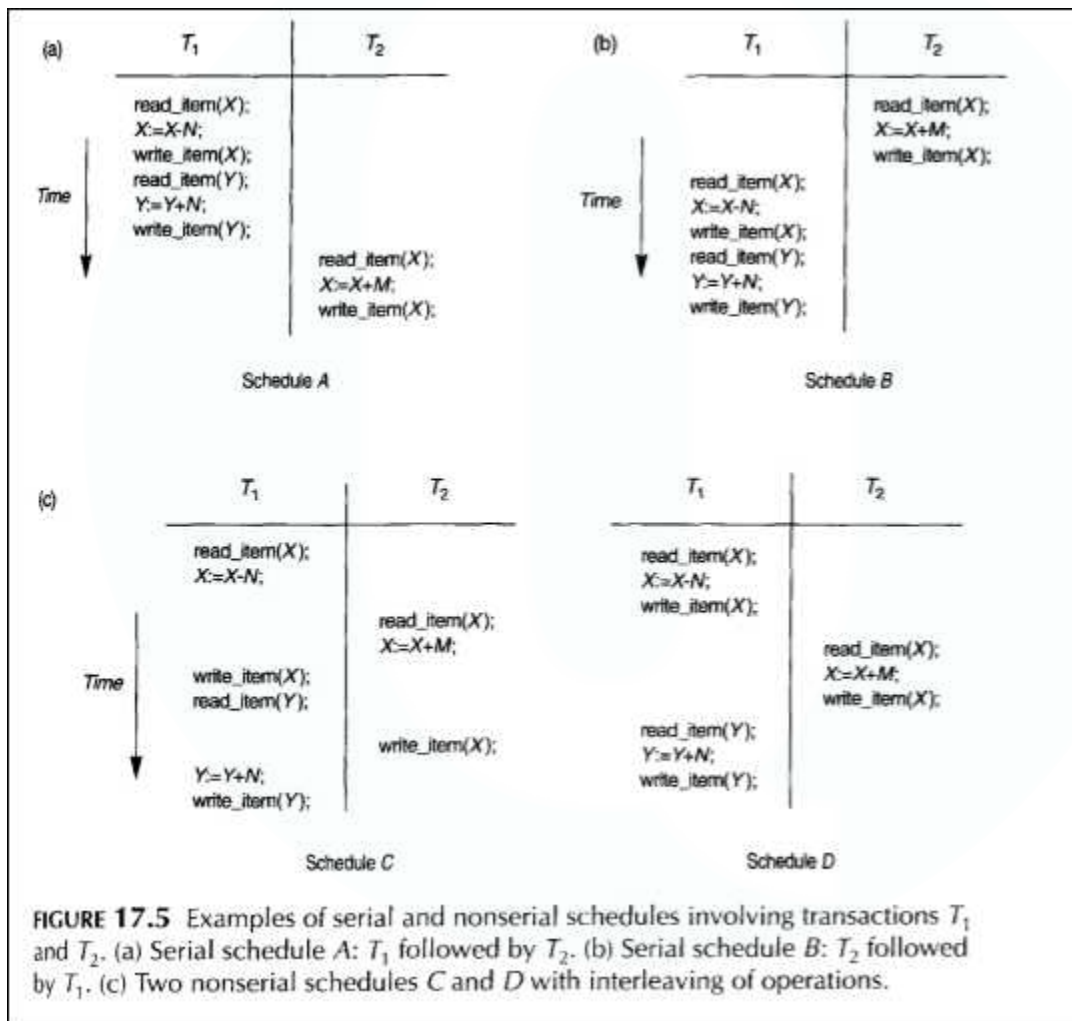 (a) T1 T2
read_item(X);
X:=X-N;
write_item(X);
read_item(Y);
Time
Y:=Y+N;
write_item(Y);
read_item(X);
X:=X+M;
write_item(X);
Schedule A
(b) T1 T2
read_item(X);
X:=X+M;
write_item(X);
read_item(X);
Time
X:=X-N;
write_item(X);
read_item(Y);
Y:=Y+N;
write_item(Y);
Schedule B
(c) T1 T2
read_item(X);
X:=X-N;
read_item(X);
X:=X+M;
Time
write_item(X);
read_item(Y);
write_item(X);
Y:=Y+N;
write_item(Y);
Schedule C
T1 T2
read_item(X);
X:=X-N;
write_item(X);
read_item(X);
X:=X+M;
write_item(X);
read_item(Y);
Y:=Y+N;
write_item(Y);
Schedule D
FIGURE 17.5 Examples of serial and nonserial schedules involving transactions T1
and T2. (a) Serial schedule A: T1 followed by T2. (b) Serial schedule B: T2 followed
by T1. (c) Two nonserial schedules C and D with interleaving of operations.